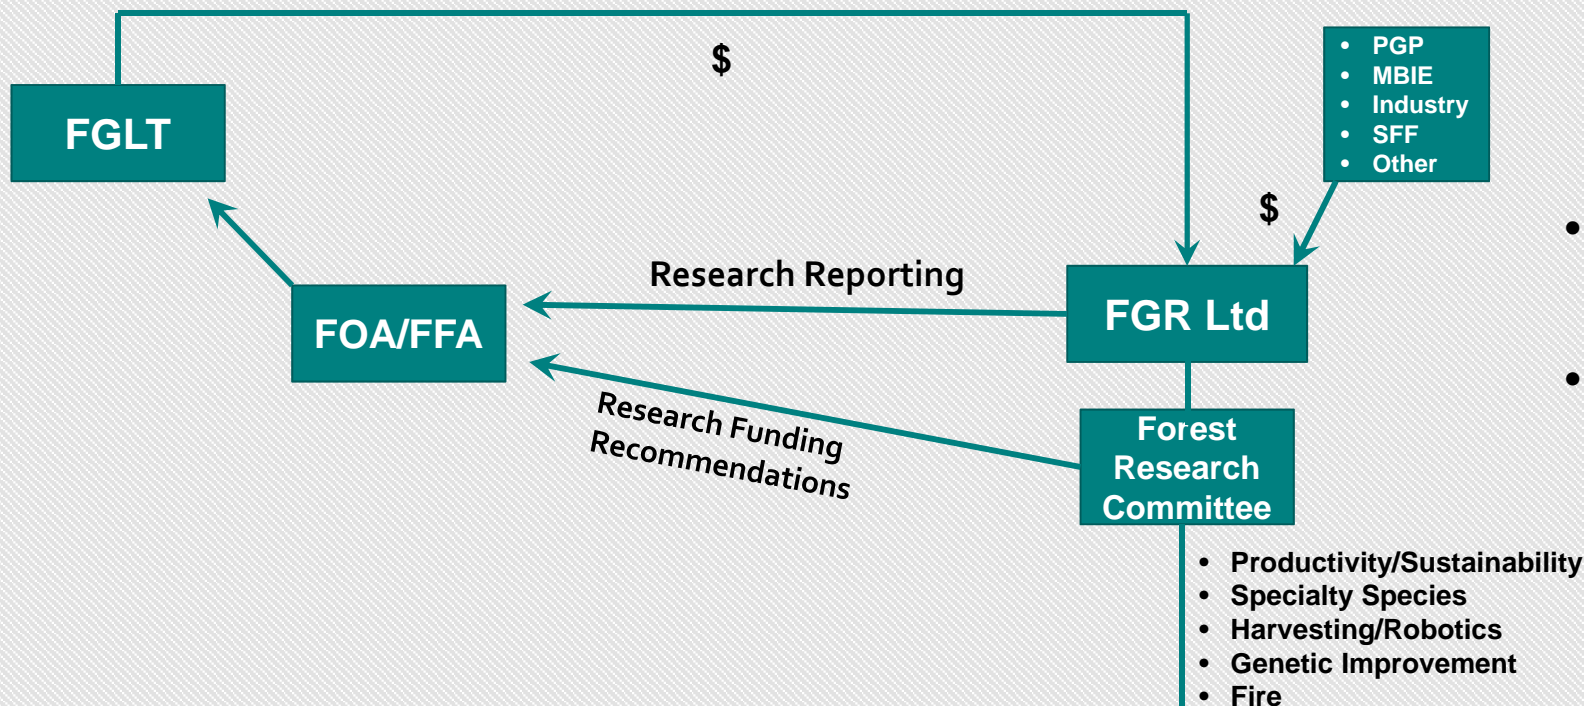 $
• PGP
• MBIE
• Industry
• SFF
• Other
FGLT
$
•
Research Reporting
FGR Ltd
FOA/FFA
•
Research Funding
Recommendations
Forest
Research
Committee
• Productivity/Sustainability
• Specialty Species
• Harvesting/Robotics
• Genetic Improvement
• Fire